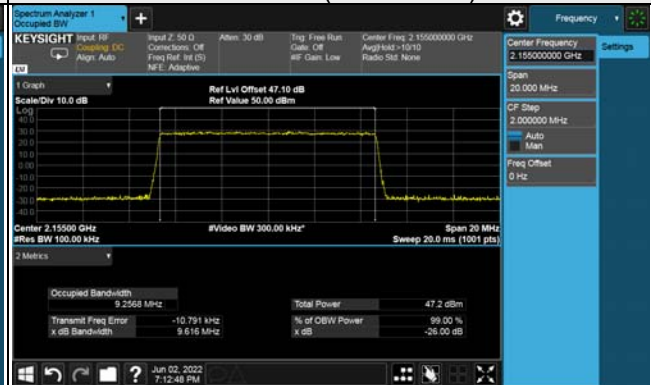 Spectrum Analyzer 1
Occupied BW
Frequency
KEYSIGHT
Input: RF
Coupling: DC
Align: Auto
Input Z: 50 Ω
Corrections: Off
Freq Ref: Int (S)
NFE: Adaptive
Atten: 30 dB
Trig: Free Run
Gate: Off
#IF Gain: Low
Center Freq: 2.155000000 GHz
Avg|Hold:>10/10
Radio Std: None
Center Frequency
2.155000000 GHz
Settings
Span
20.000 MHz
CF Step
2.000000 MHz
Auto
Man
Freq Offset
0 Hz
1 Graph
Scale/Div 10.0 dB
Ref Lvl Offset 47.10 dB
Ref Value 50.00 dBm
Log
40.0
30.0
20.0
10.0
0.00
-10.0
-20.0
-30.0
-40.0
Center 2.15500 GHz
#Res BW 100.00 kHz
#Video BW 300.00 kHz*
Span 20 MHz
Sweep 20.0 ms (1001 pts)
2 Metrics
Occupied Bandwidth
9.2568 MHz
Total Power
47.2 dBm
Transmit Freq Error
-10.791 kHz
% of OBW Power
99.00 %
x dB Bandwidth
9.616 MHz
x dB
-26.00 dB
Jun 02, 2022
7:12:48 PM